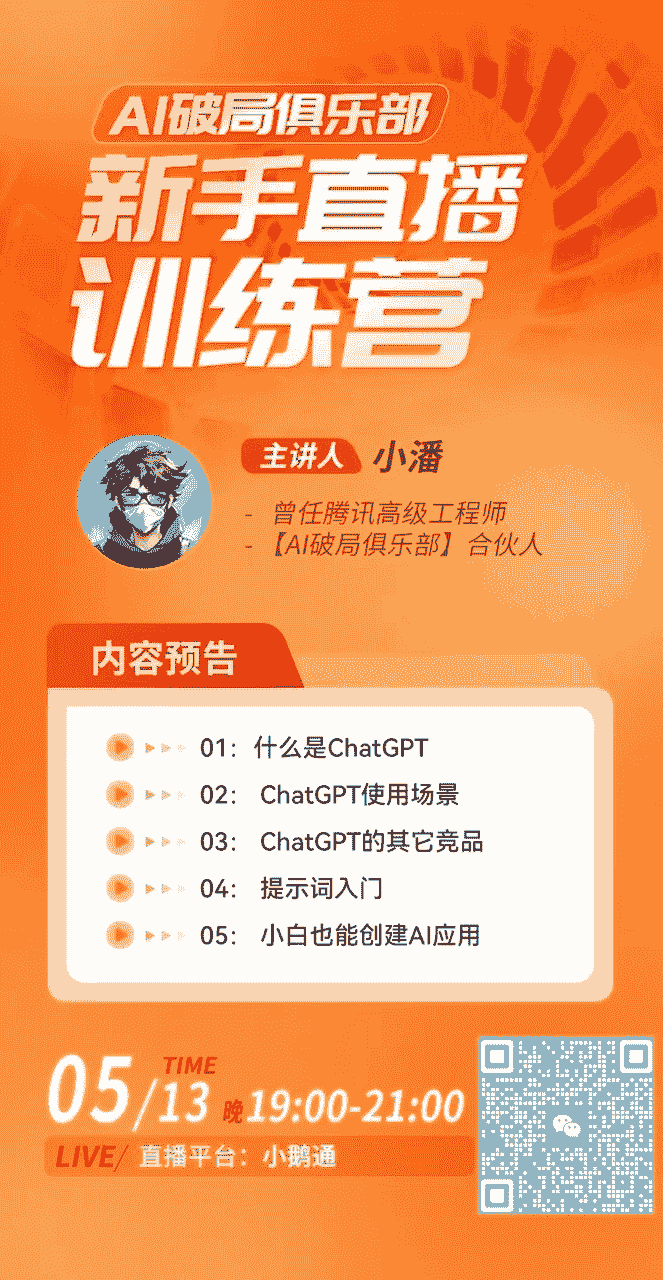 AI破局俱乐部
新手直播
训练营
主讲人 小潘
- 曾任腾讯高级工程师
- 【AI破局俱乐部】合伙人
内容预告
01：什么是ChatGPT
02： ChatGPT使用场景
03： ChatGPT的其它竞品
04： 提示词入门
05： 小白也能创建AI应用
TIME
05/13 晚19:00-21:00
LIVE/ 直播平台：小鹅通